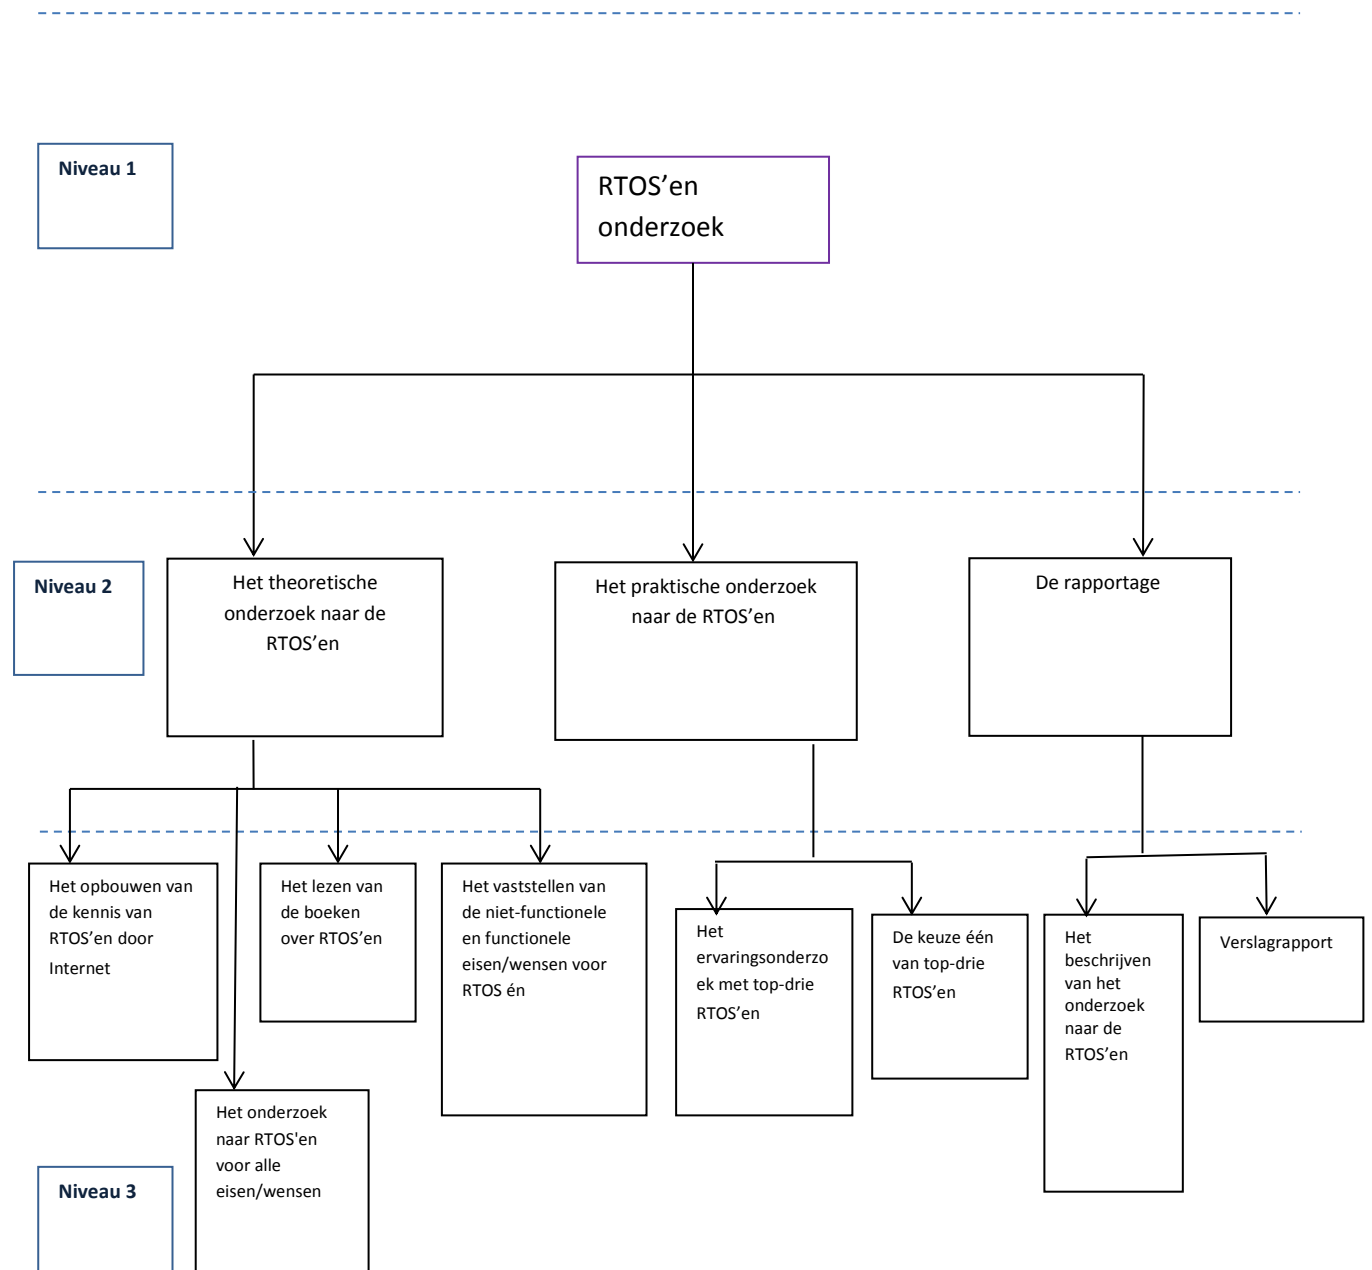 Niveau 1
RTOS’en
onderzoek
Niveau 2
Het theoretische
onderzoek naar de
RTOS’en
Het praktische onderzoek
naar de RTOS’en
De rapportage
Het opbouwen van
de kennis van
RTOS’en door
Internet
Het lezen van
de boeken
over RTOS’en
Het vaststellen van
de niet-functionele
en functionele
eisen/wensen voor
RTOS én
Het
ervaringsonderzo
ek met top-drie
RTOS’en
De keuze één
van top-drie
RTOS’en
Het
beschrijven
van het
onderzoek
naar de
RTOS’en
Verslagrapport
Het onderzoek
naar RTOS'en
voor alle
eisen/wensen
Niveau 3